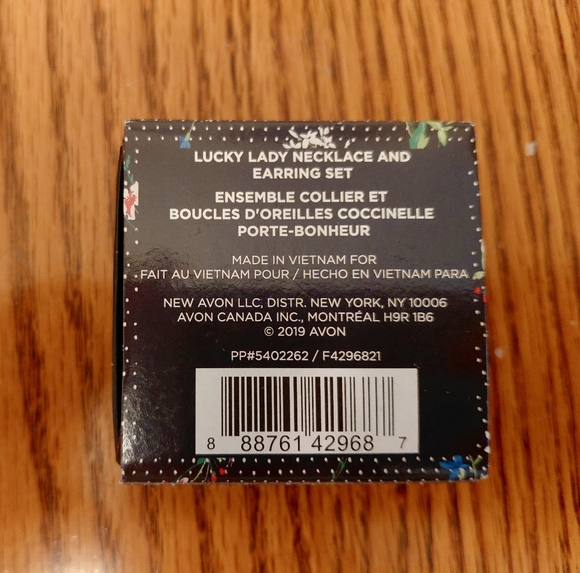 LUCKY LADY NECKLACE AND
EARRING SET
ENSEMBLE COLLIER ET
BOUCLES D'OREILLES COCCINELLE
PORTE-BONHEUR
MADE IN VIETNAM FOR
FAIT AU VIETNAM POUR / HECHO EN VIETNAM PARA
NEW AVON LLC, DISTR. NEW YORK, NY 10006
AVON CANADA INC., MONTRÉAL H9R 1B6
© 2019 AVON
PP#5402262 / F4296821
8 88761 42968 7